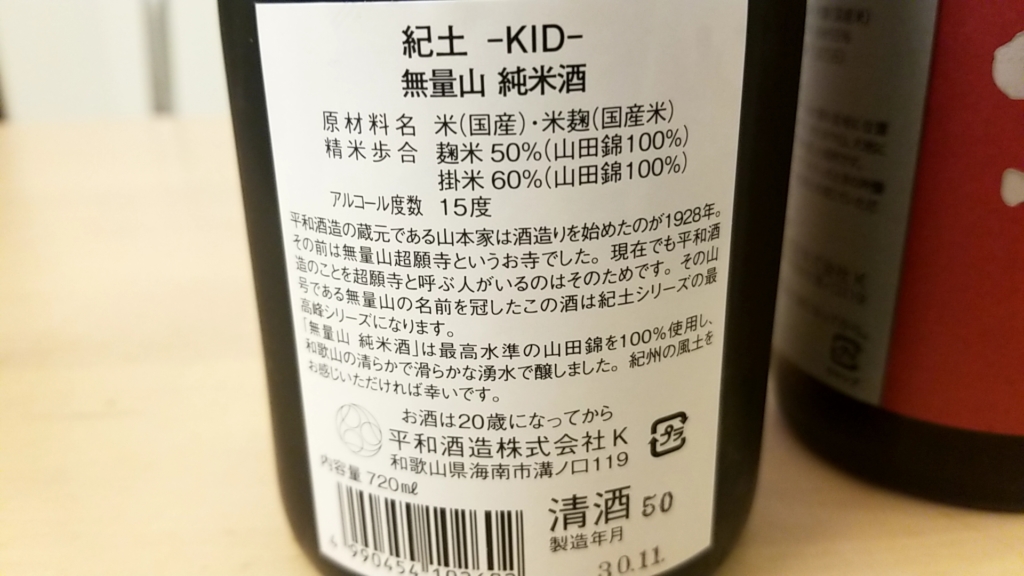 紀土 -KID-
無量山 純米酒
原材料名 米(国産)・米麹(国産米)
精米歩合 麹米50%(山田錦100%)
掛米60%(山田錦100%)
アルコール度数 15度
平和酒造の蔵元である山本家は酒造りを始めたのが1928年。
その前は無量山超願寺というお寺でした。現在でも平和酒
造のことを超願寺と呼ぶ人がいるのはそのためです。その山
号である無量山の名前を冠したこの酒は紀土シリーズの最
高峰シリーズになります。
「無量山 純米酒」は最高水準の山田錦を100%使用し、
和歌山の清らかで滑らかな湧水で醸しました。紀州の風土を
お感じいただければ幸いです。
お酒は20歳になってから
平和酒造株式会社K
和歌山県海南市溝ノ口119
プラ
内容量 720ml
清酒 50
製造年月
30.11.
4 990454